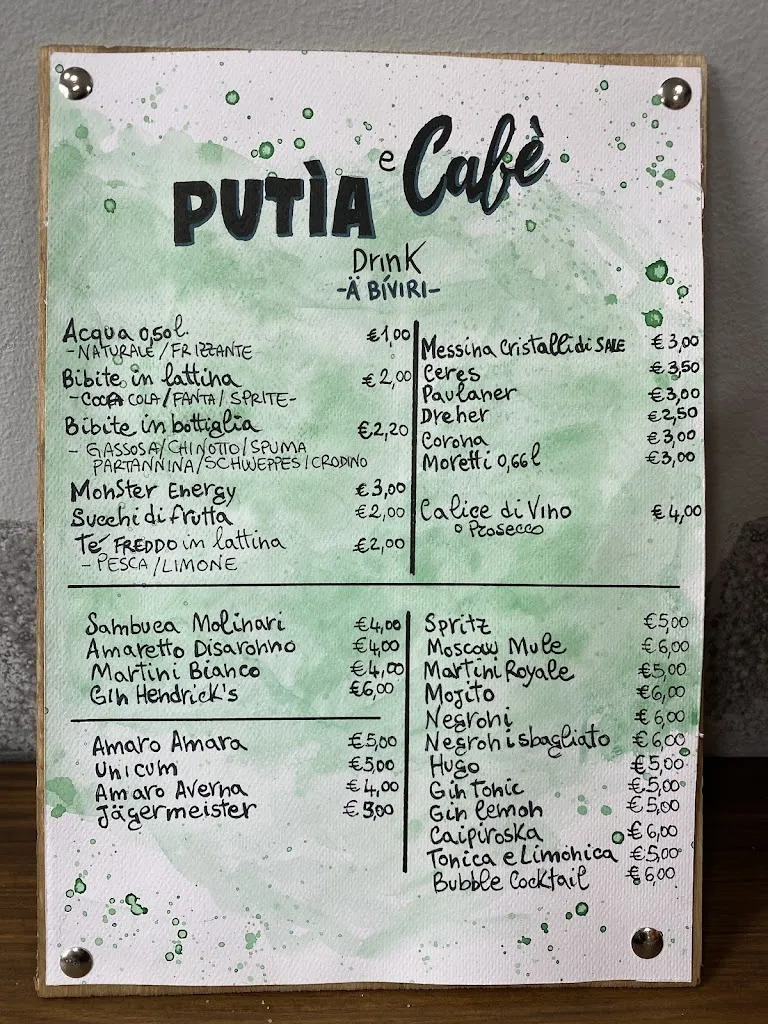 PUTÌA e Cafè
Drink
-Ä BÍVIRI-
Acqua 0,50l. €1,00
- NATURALE / FRIZZANTE
Bibite in lattina €2,00
- COCA COLA / FANTA / SPRITE -
Bibite in bottiglia €2,20
- GASSOSA / CHINOTTO / SPUMA
PARTANNINA / SCHWEPPES / CRODINO
Monster Energy €3,00
Succhi di frutta €2,00
Té FREDDO in lattina €2,00
- PESCA / LIMONE
Messina Cristalli di SALE €3,00
Ceres €3,50
Paulaner €3,00
Dreher €2,50
Corona €3,00
Moretti 0,66l €3,00
Calice di Vino €4,00
o Prosecco
Sambuca Molinari €4,00
Amaretto Disaronno €4,00
Martini Bianco €4,00
Gin Hendrick's €6,00
Amaro Amara €5,00
Unicum €5,00
Amaro Averna €4,00
Jägermeister €5,00
Spritz €5,00
Moscow Mule €6,00
Martini Royale €5,00
Mojito €6,00
Negroni €6,00
Negroni sbagliato €6,00
Hugo €5,00
Gin Tonic €5,00
Gin lemon €5,00
Caipiroska €6,00
Tonica e Limonica €5,00
Bubble Cocktail €6,00